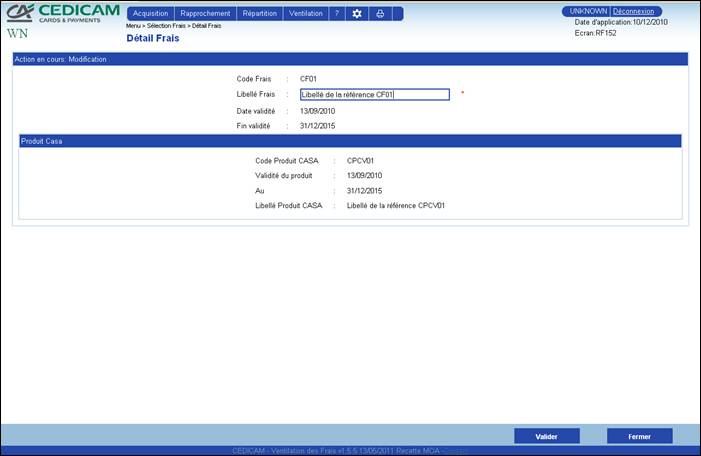 CA CEDICAM
CARDS & PAYMENTS
WN
Acquisition Rapprochement Répartition Ventilation ?
Menu > Sélection Frais > Détail Frais
Détail Frais
UNKNOWN Déconnexion
Date d'application:10/12/2010
Ecran:RF152
Action en cours: Modification
Code Frais : CF01
Libellé Frais : Libellé de la référence CF01 *
Date validité : 13/09/2010
Fin validité : 31/12/2015
Produit Casa
Code Produit CASA : CPCV01
Validité du produit : 13/09/2010
Au : 31/12/2015
Libellé Produit CASA : Libellé de la référence CPCV01
Valider Fermer
CEDICAM - Ventilation des Frais v1.5.5 13/05/2011 Recette MOA -